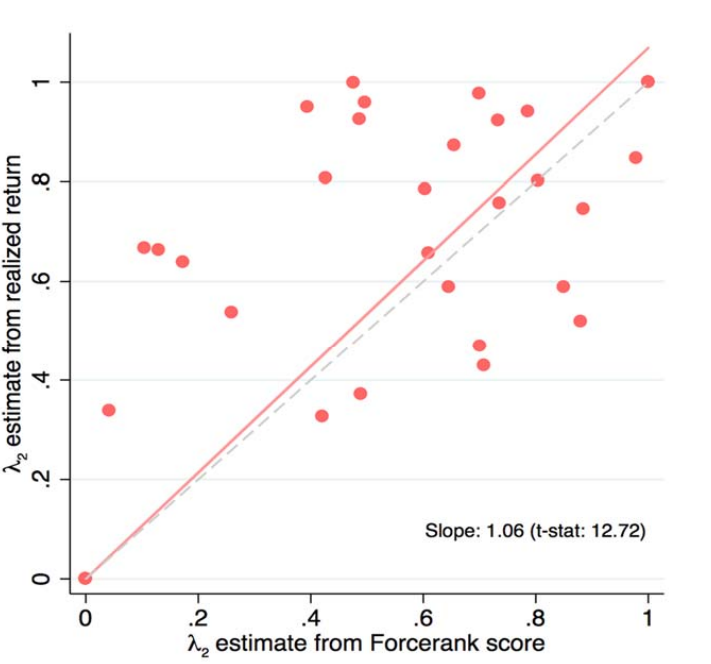 λ₂ estimate from realized return
1
.8
.6
.4
.2
0
Slope: 1.06 (t-stat: 12.72)
0 .2 .4 .6 .8 1
λ₂ estimate from Forcerank score